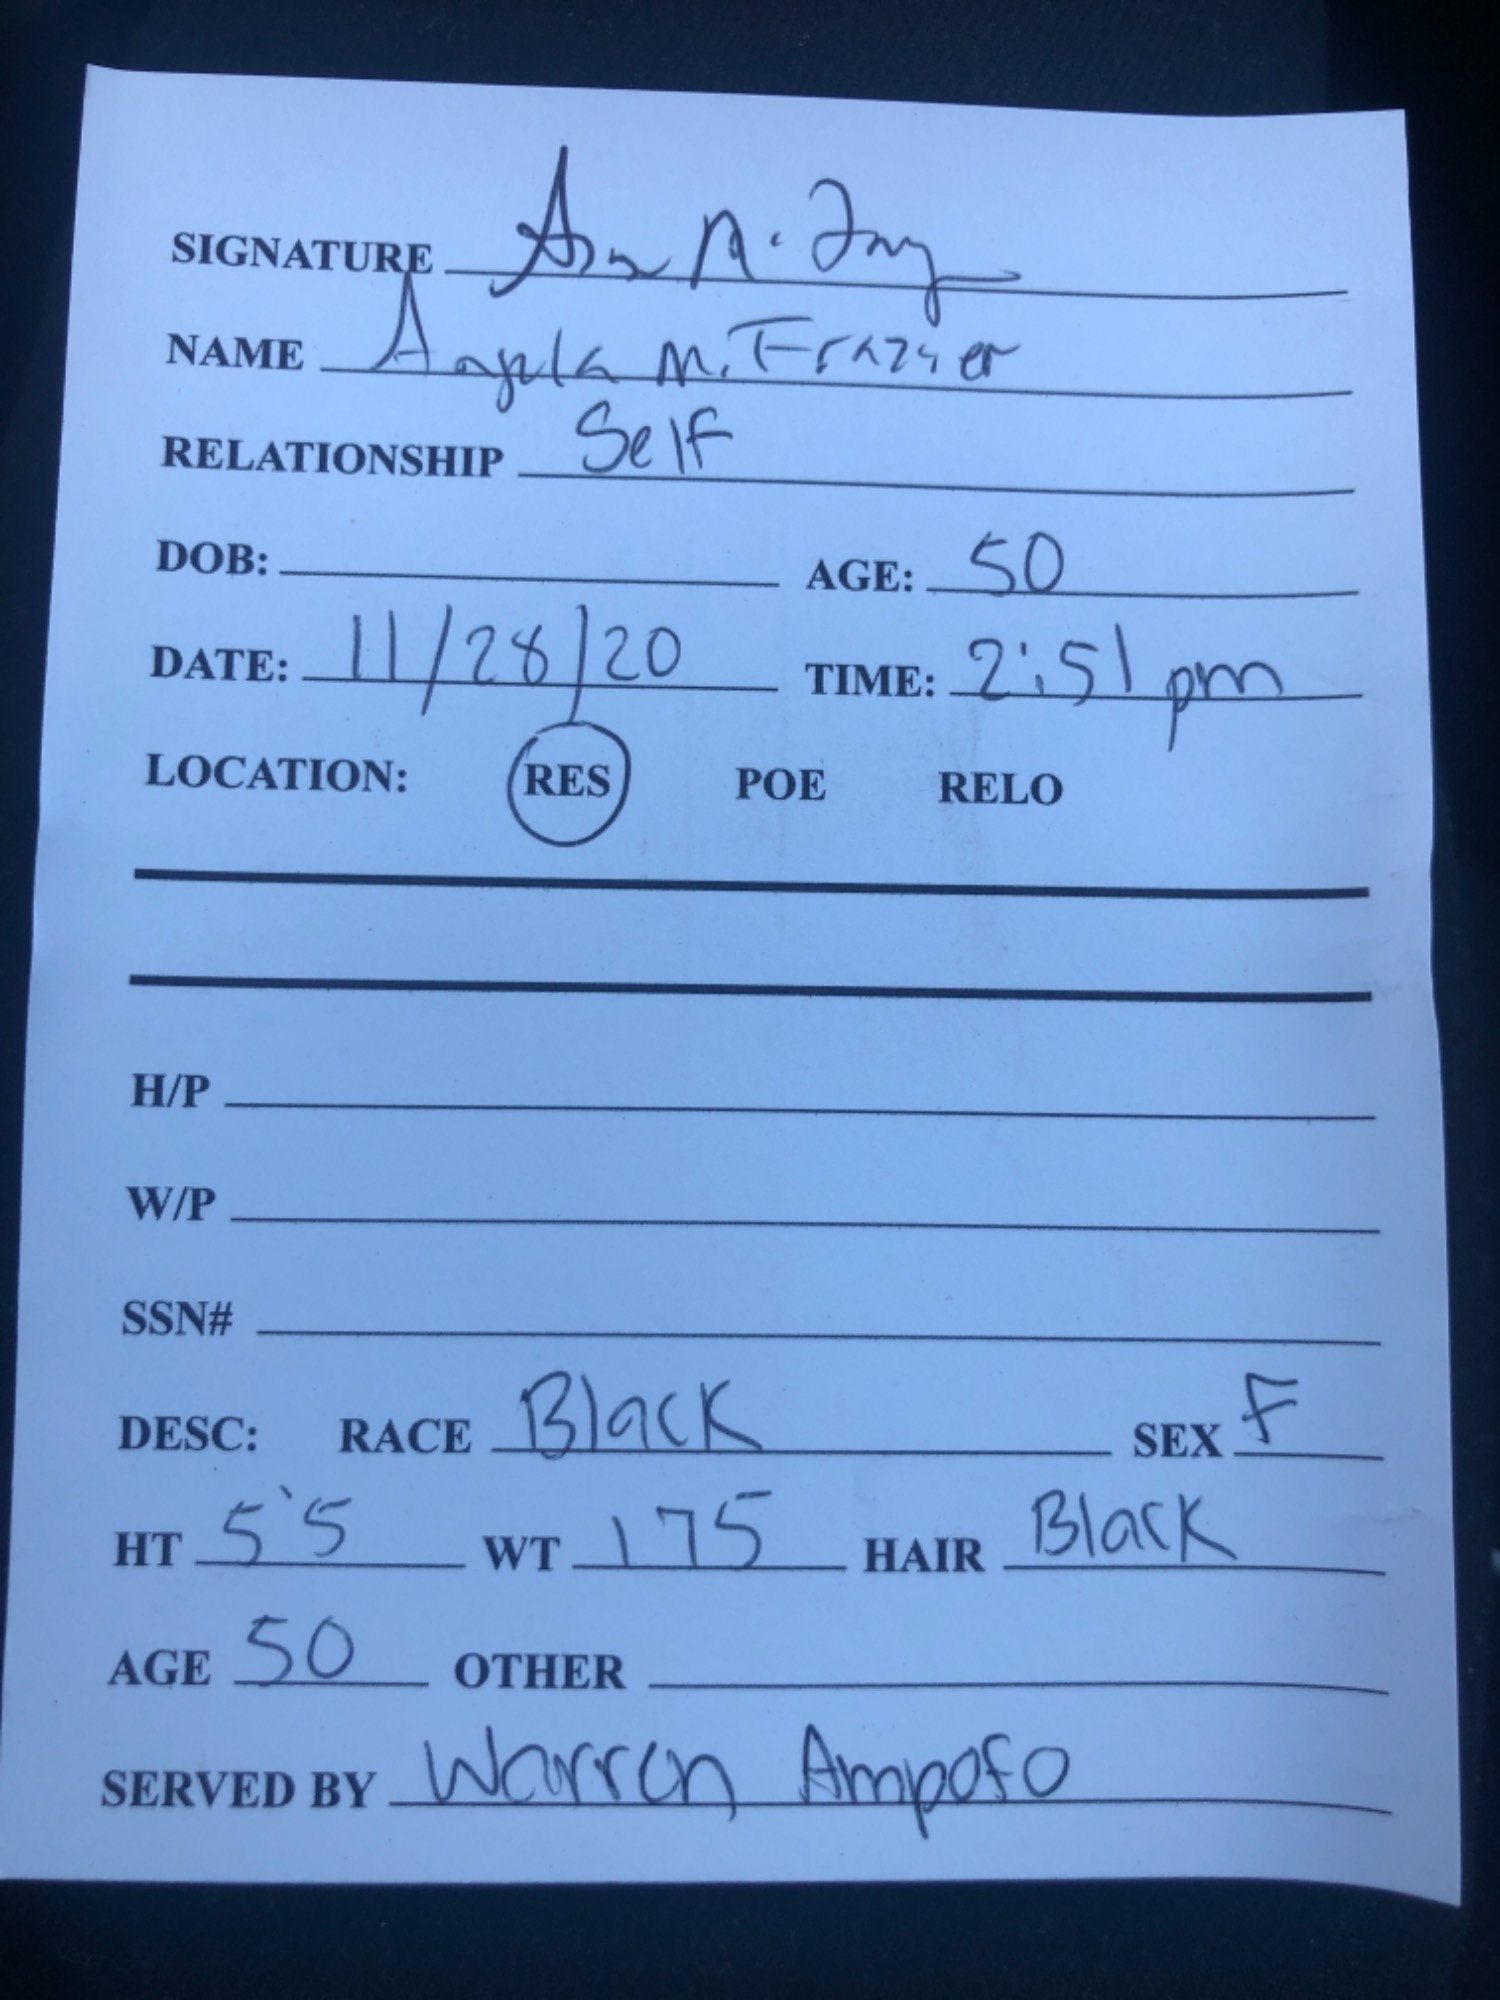 SIGNATURE
NAME Angela M. Frazier
RELATIONSHIP Self
DOB: AGE: 50
DATE: 11/28/20 TIME: 2:51 pm
LOCATION: RES POE RELO
H/P
W/P
SSN#
DESC: RACE Black SEX F
HT 5'5 WT 175 HAIR Black
AGE 50 OTHER
SERVED BY Warren Ampofo